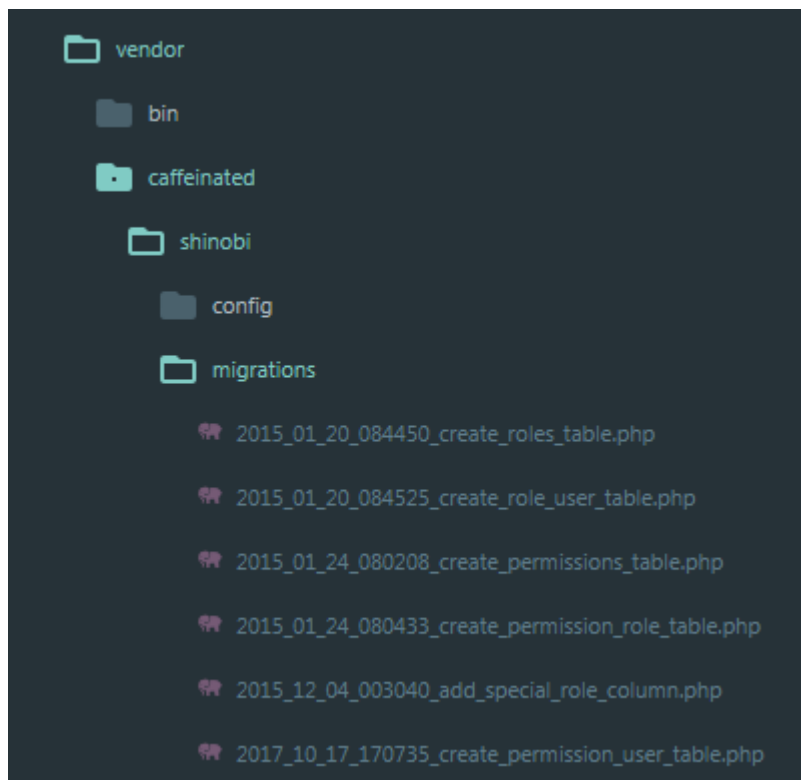 vendor
bin
caffeinated
shinobi
config
migrations
2015_01_20_084450_create_roles_table.php
2015_01_20_084525_create_role_user_table.php
2015_01_24_080208_create_permissions_table.php
2015_01_24_080433_create_permission_role_table.php
2015_12_04_003040_add_special_role_column.php
2017_10_17_170735_create_permission_user_table.php